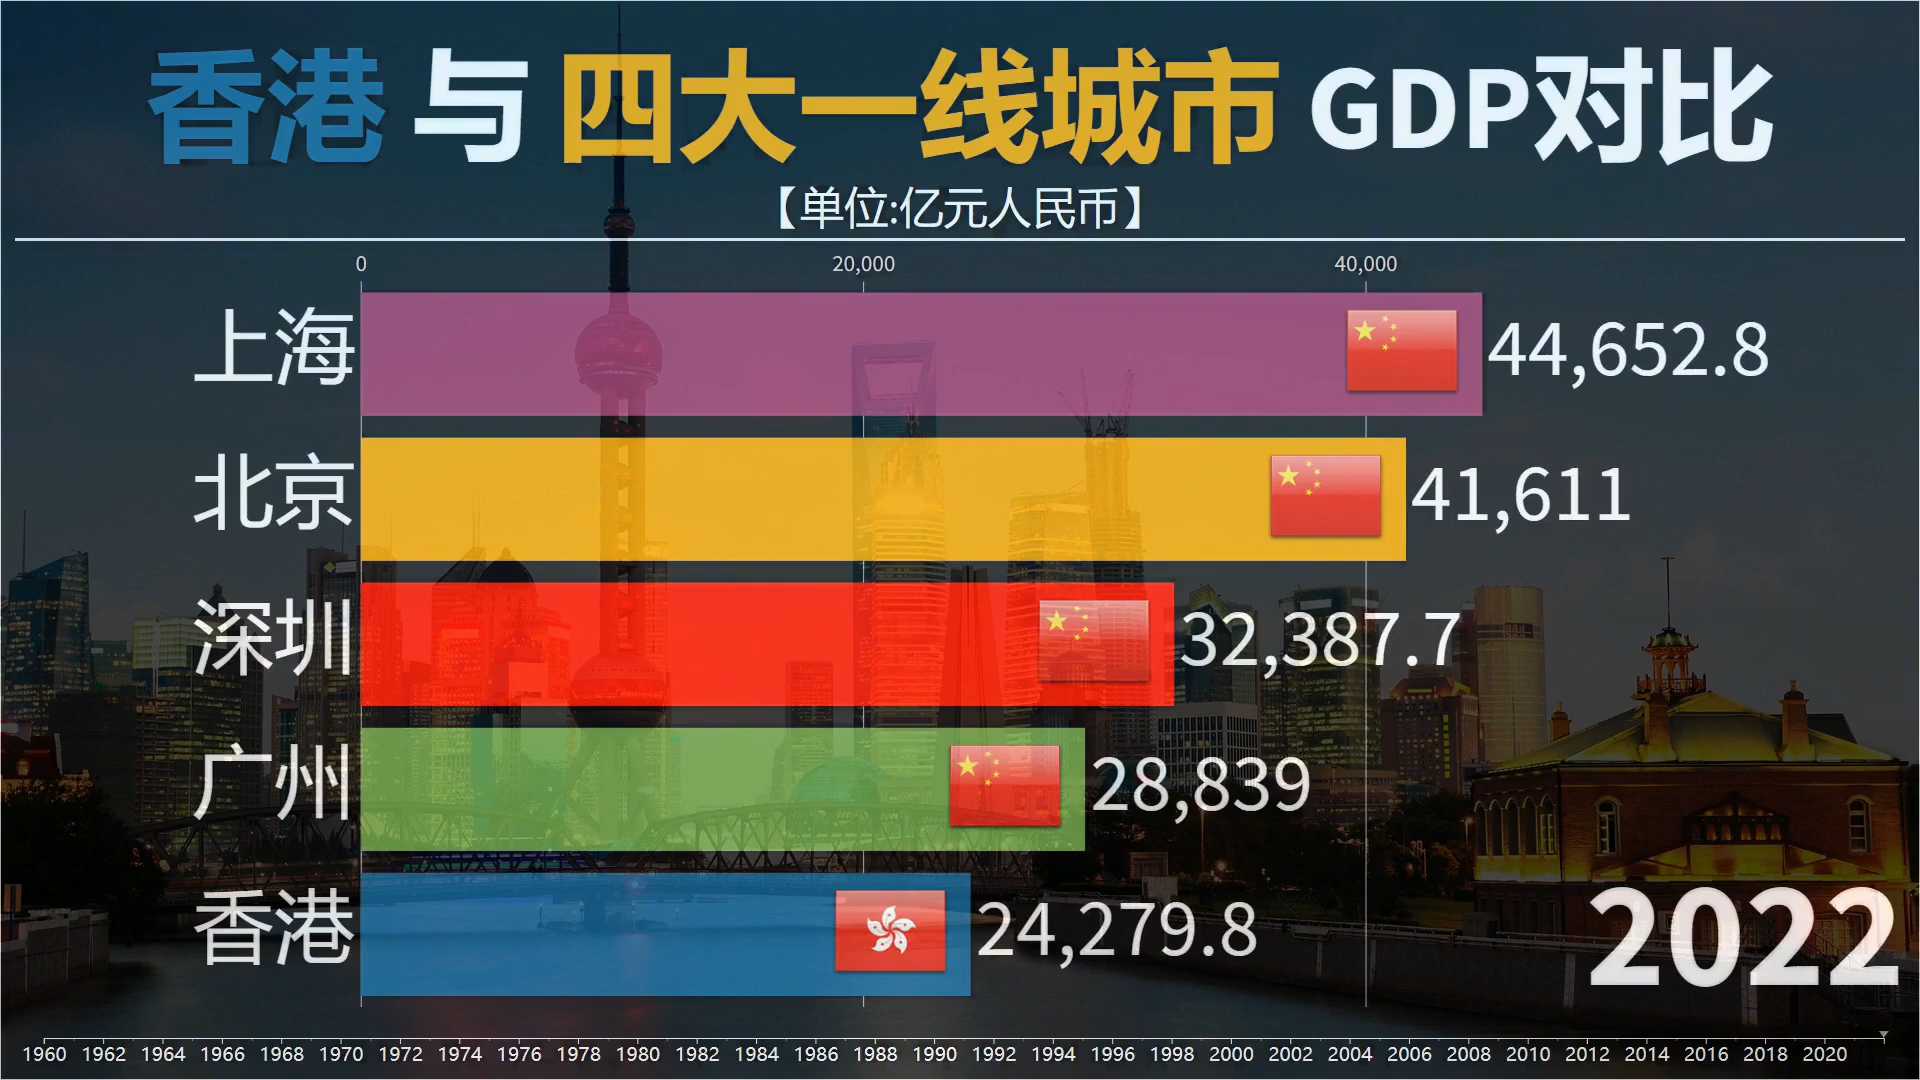 香港 与 四大一线城市 GDP对比
【单位:亿元人民币】
0 20,000 40,000
上海 44,652.8
北京 41,611
深圳 32,387.7
广州 28,839
香港 24,279.8
2022
1960 1962 1964 1966 1968 1970 1972 1974 1976 1978 1980 1982 1984 1986 1988 1990 1992 1994 1996 1998 2000 2002 2004 2006 2008 2010 2012 2014 2016 2018 2020